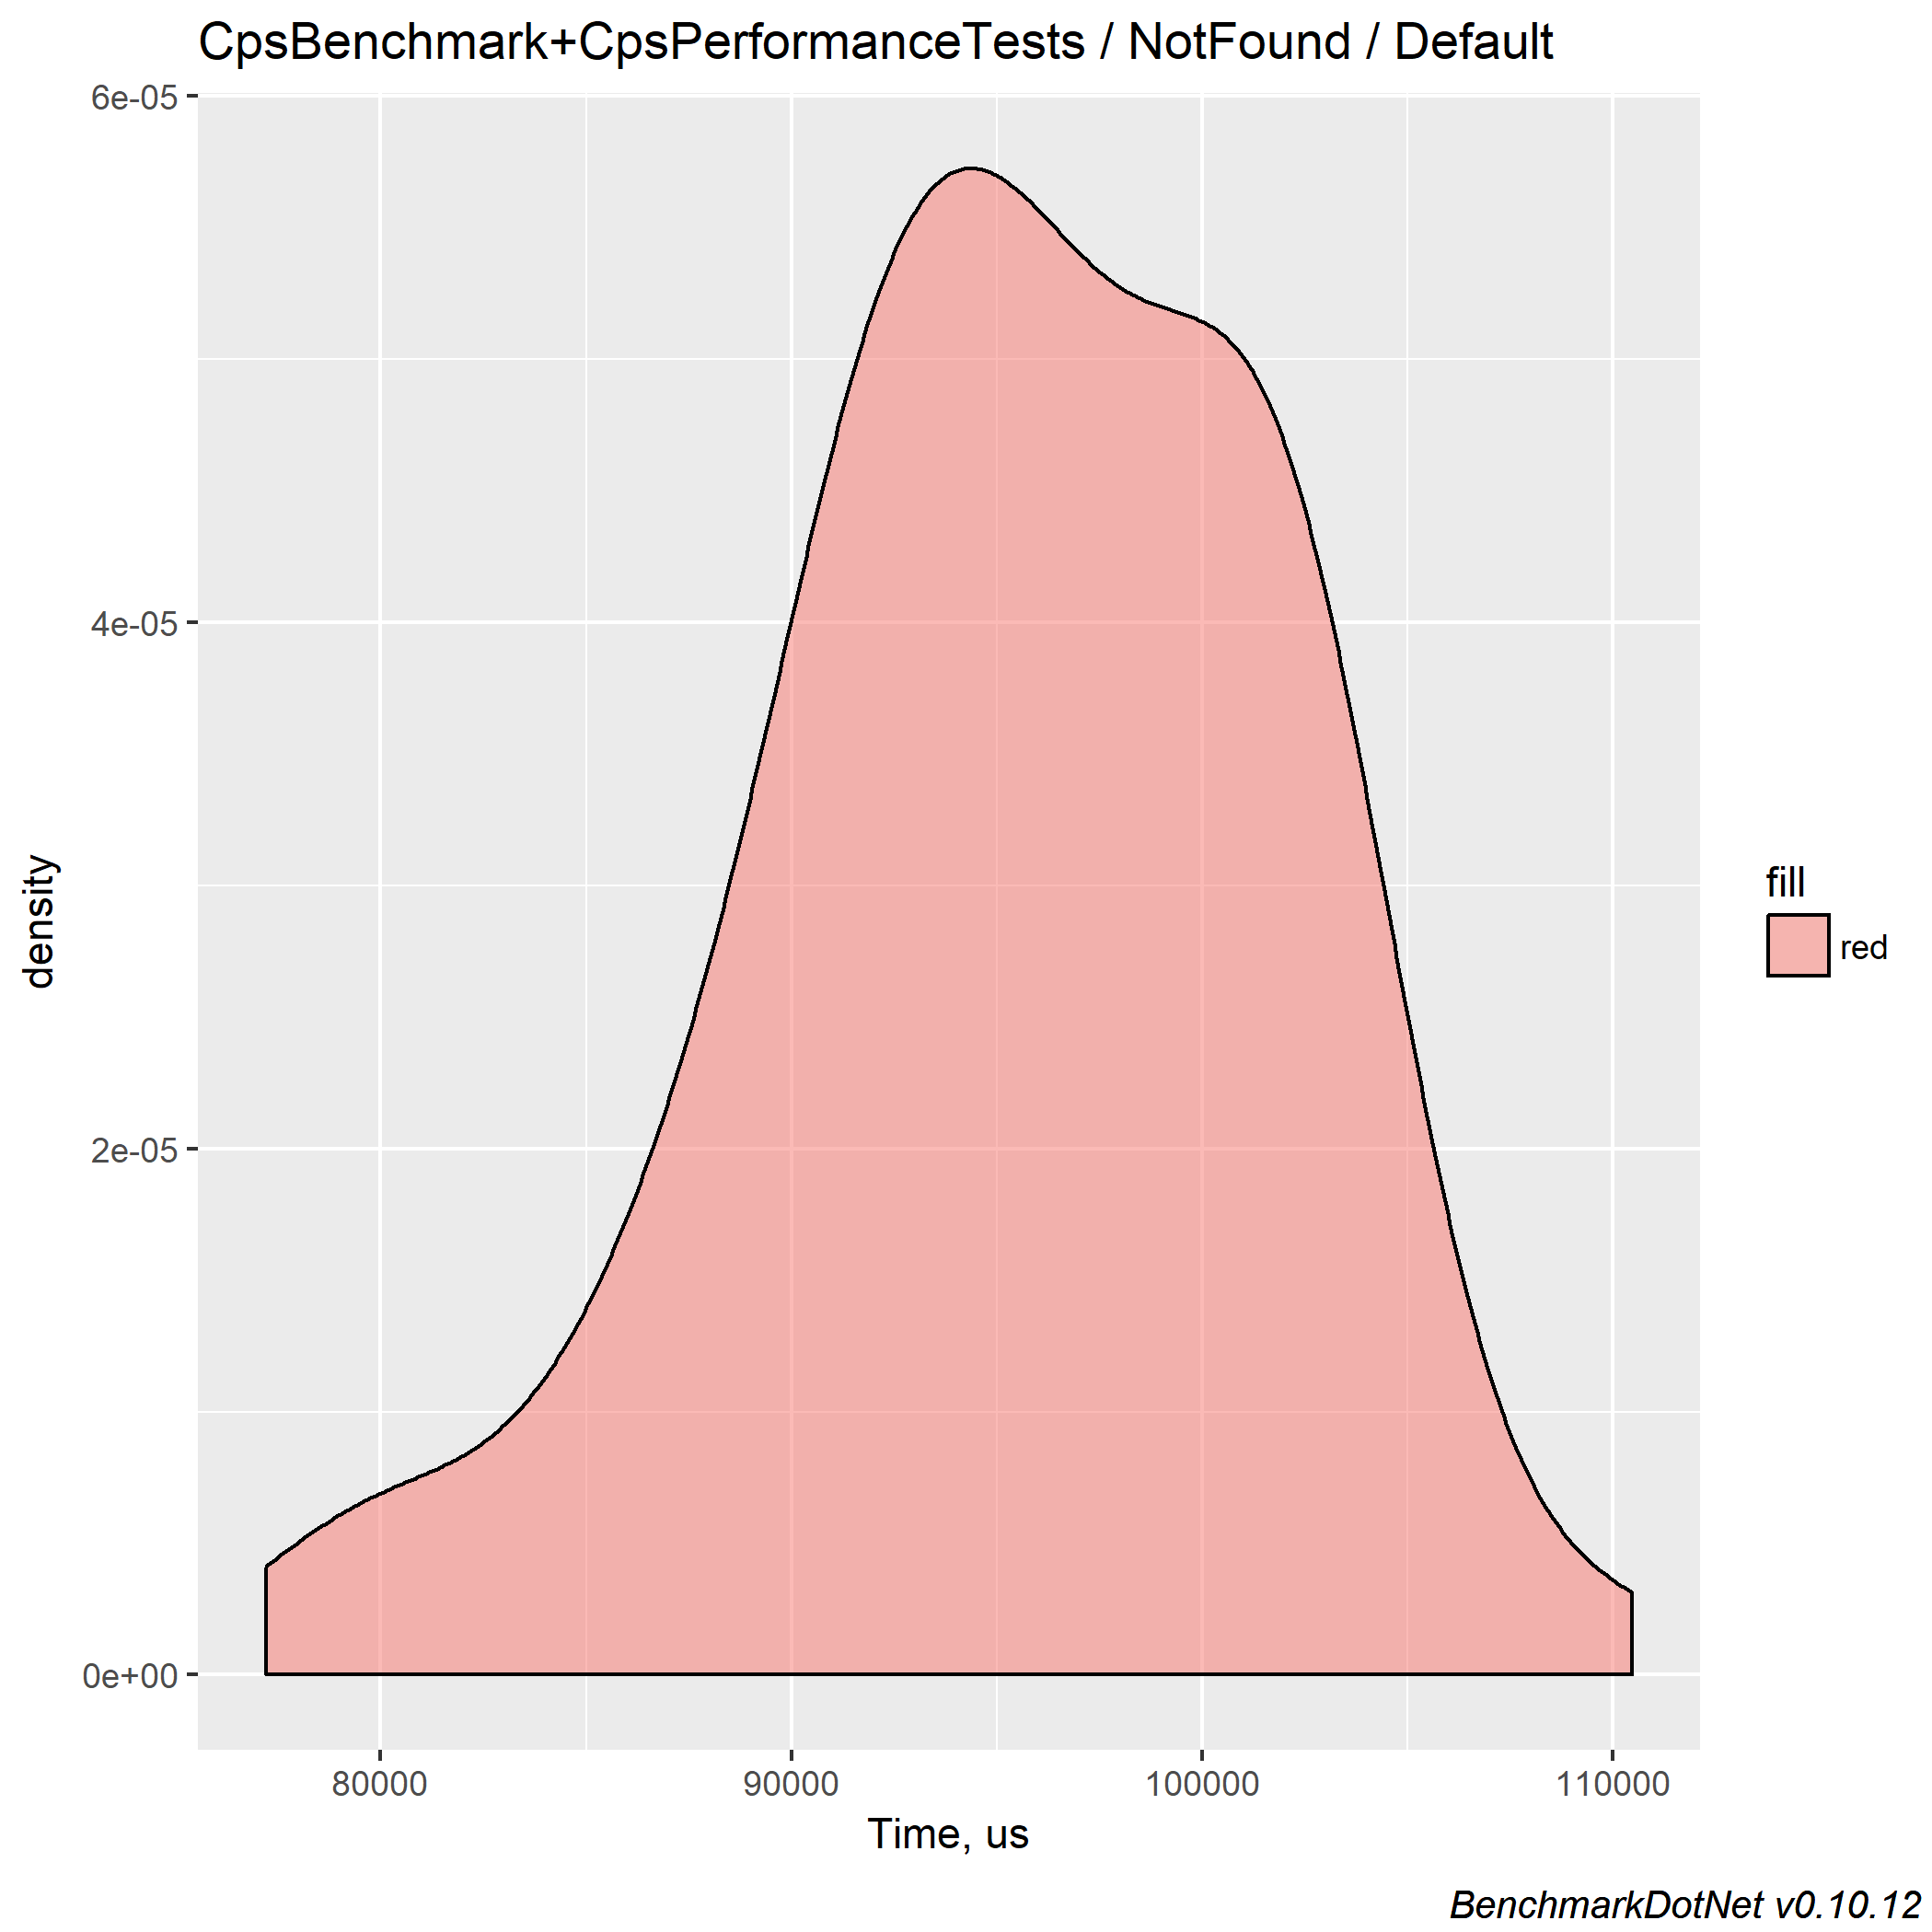 CpsBenchmark+CpsPerformanceTests / NotFound / Default
6e-05
4e-05
2e-05
0e+00
density
80000
90000
100000
110000
Time, us
fill
red
BenchmarkDotNet v0.10.12